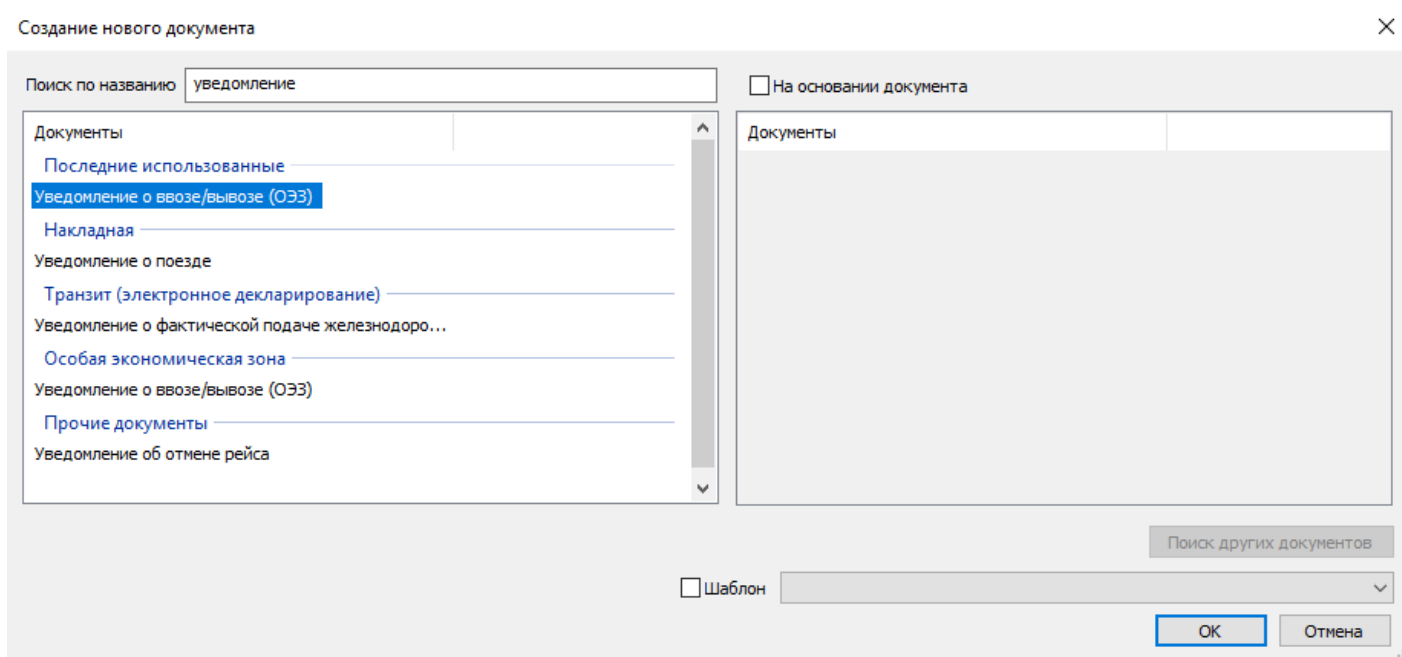 Создание нового документа
Поиск по названию уведомление
На основании документа
Документы
Последние использованные
Уведомление о ввозе/вывозе (ОЭЗ)
Накладная
Уведомление о поезде
Транзит (электронное декларирование)
Уведомление о фактической подаче железнодоро...
Особая экономическая зона
Уведомление о ввозе/вывозе (ОЭЗ)
Прочие документы
Уведомление об отмене рейса
Документы
Поиск других документов
Шаблон
ОК
Отмена